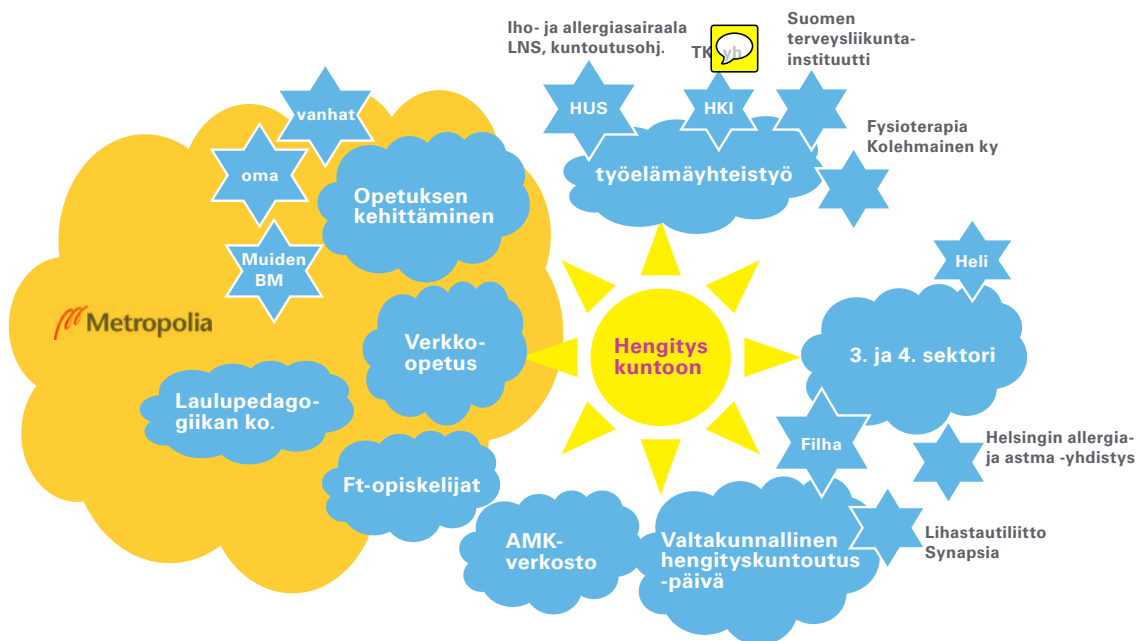 Iho- ja allergiasairaala
LNS, kuntoutusohj.
TK yh
Suomen
terveysliikunta-
instituutti
vanhat
HUS
HKI
Fysioterapia
Kolehmainen ky
oma
työelämäyhteistyö
Opetuksen
kehittäminen
Muiden
BM
Heli
Metropolia
Verkko-
opetus
Hengitys
kuntoon
3. ja 4. sektori
Laulupedago-
giikan ko.
Filha
Helsingin allergia-
ja astma -yhdistys
Ft-opiskelijat
AMK-
verkosto
Valtakunnallinen
hengityskuntoutus
-päivä
Lihastautiliitto
Synapsia